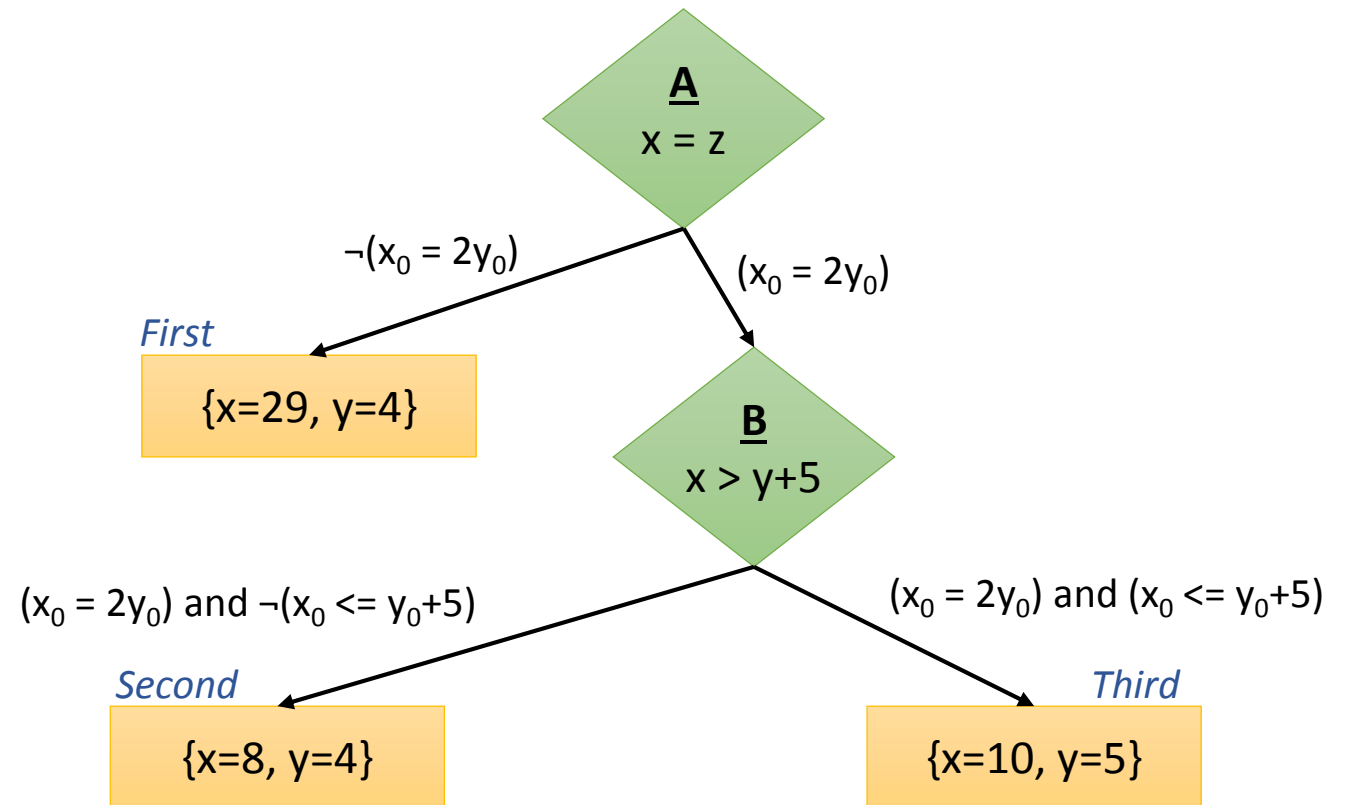 A
x = z
¬(x₀ = 2y₀)
(x₀ = 2y₀)
First
{x=29, y=4}
B
x > y+5
(x₀ = 2y₀) and ¬(x₀ <= y₀+5)
(x₀ = 2y₀) and (x₀ <= y₀+5)
Second
Third
{x=8, y=4}
{x=10, y=5}